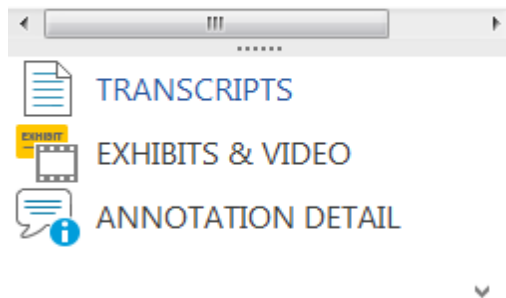 TRANSCRIPTS
EXHIBIT
EXHIBITS & VIDEO
ANNOTATION DETAIL